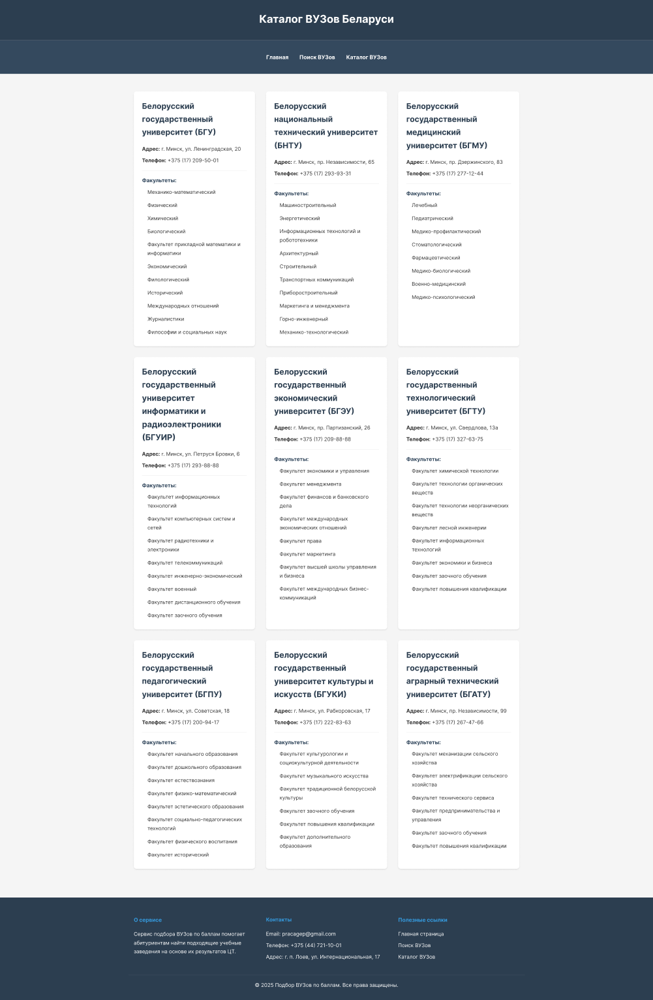 Каталог ВУЗов Беларуси
Главная
Поиск ВУЗов
Каталог ВУЗов
Белорусский
государственный
университет (БГУ)
Адрес: г. Минск, ул. Ленинградская, 20
Телефон: +375 (17) 209-50-01
Факультеты:
Механико-математический
Физический
Химический
Биологический
Факультет прикладной математики и
информатики
Экономический
Филологический
Исторический
Международных отношений
Журналистики
Философии и социальных наук
Белорусский
национальный
технический университет
(БНТУ)
Адрес: г. Минск, пр. Независимости, 65
Телефон: +375 (17) 293-93-31
Факультеты:
Машиностроительный
Энергетический
Информационных технологий и
робототехники
Архитектурный
Строительный
Транспортных коммуникаций
Приборостроительный
Маркетинга и менеджмента
Горно-инженерный
Механико-технологический
Белорусский
государственный
медицинский
университет (БГМУ)
Адрес: г. Минск, пр. Дзержинского, 83
Телефон: +375 (17) 277-12-44
Факультеты:
Лечебный
Педиатрический
Медико-профилактический
Стоматологический
Фармацевтический
Медико-биологический
Военно-медицинский
Медико-психологический
Белорусский
государственный
университет
информатики и
радиоэлектроники
(БГУИР)
Адрес: г. Минск, ул. Петруся Бровки, 6
Телефон: +375 (17) 293-88-88
Факультеты:
Факультет информационных
технологий
Факультет компьютерных систем и
сетей
Факультет радиотехники и
электроники
Факультет телекоммуникаций
Факультет инженерно-экономический
Факультет военный
Факультет дистанционного обучения
Факультет заочного обучения
Белорусский
государственный
экономический
университет (БГЭУ)
Адрес: г. Минск, пр. Партизанский, 26
Телефон: +375 (17) 209-88-88
Факультеты:
Факультет экономики и управления
Факультет менеджмента
Факультет финансов и банковского
дела
Факультет международных
экономических отношений
Факультет права
Факультет маркетинга
Факультет высшей школы управления
и бизнеса
Факультет международных бизнес-
коммуникаций
Белорусский
государственный
технологический
университет (БГТУ)
Адрес: г. Минск, ул. Свердлова, 13а
Телефон: +375 (17) 327-63-75
Факультеты:
Факультет химической технологии
Факультет технологии органических
веществ
Факультет технологии неорганических
веществ
Факультет лесной инженерии
Факультет информационных
технологий
Факультет экономики и бизнеса
Факультет заочного обучения
Факультет повышения квалификации
Белорусский
государственный
педагогический
университет (БГПУ)
Адрес: г. Минск, ул. Советская, 18
Телефон: +375 (17) 200-94-17
Факультеты:
Факультет начального образования
Факультет дошкольного образования
Факультет естествознания
Факультет физико-математический
Факультет эстетического образования
Факультет социально-педагогических
технологий
Факультет физического воспитания
Факультет исторический
Белорусский
государственный
университет культуры и
искусств (БГУКИ)
Адрес: г. Минск, ул. Рабкоровская, 17
Телефон: +375 (17) 222-83-63
Факультеты:
Факультет культурологии и
социокультурной деятельности
Факультет музыкального искусства
Факультет традиционной белорусской
культуры
Факультет заочного обучения
Факультет повышения квалификации
Факультет дополнительного
образования
Белорусский
государственный
аграрный технический
университет (БГАТУ)
Адрес: г. Минск, пр. Независимости, 99
Телефон: +375 (17) 267-47-66
Факультеты:
Факультет механизации сельского
хозяйства
Факультет электрификации сельского
хозяйства
Факультет технического сервиса
Факультет предпринимательства и
управления
Факультет заочного обучения
Факультет повышения квалификации
О сервисе
Сервис подбора ВУЗов по баллам помогает
абитуриентам найти подходящие учебные
заведения на основе их результатов ЦТ.
Контакты
Email: pracagep@gmail.com
Телефон: +375 (44) 721-10-01
Адрес: г. п. Лоев, ул. Интернациональная, 17
Полезные ссылки
Главная страница
Поиск ВУЗов
Каталог ВУЗов
© 2025 Подбор ВУЗов по баллам. Все права защищены.